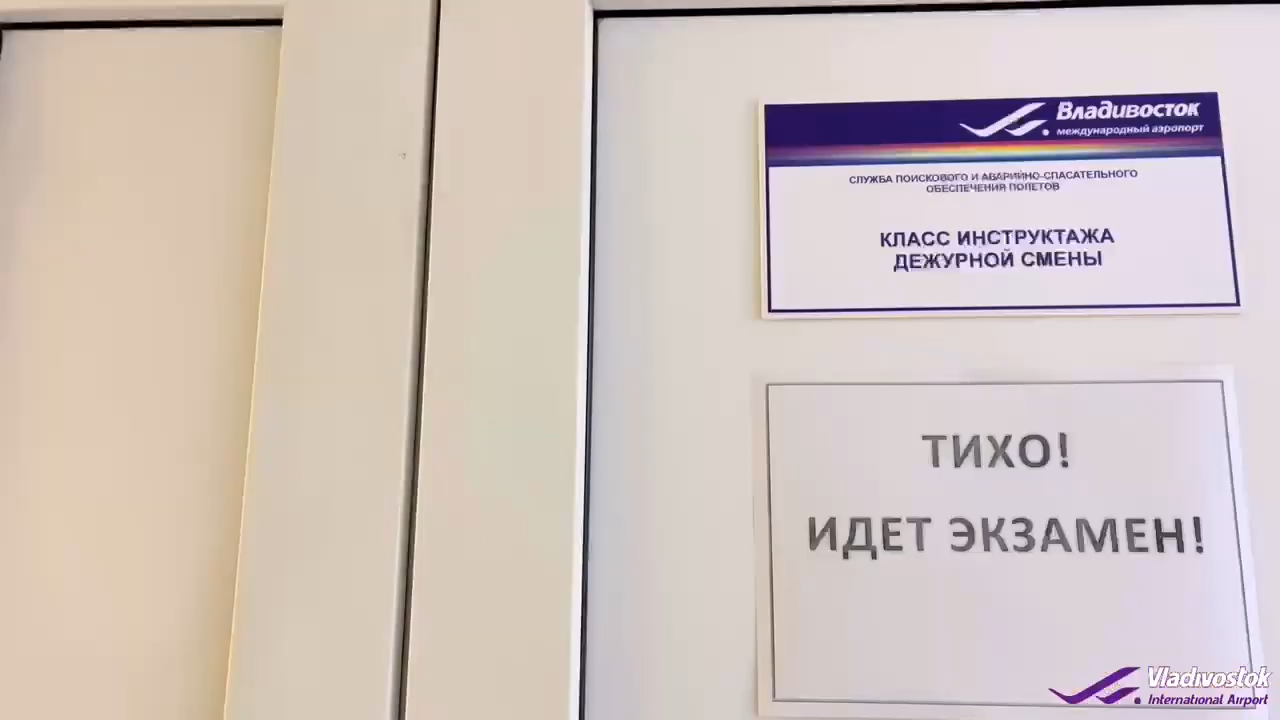 Владивосток
международный аэропорт
СЛУЖБА ПОИСКОВОГО И АВАРИЙНО-СПАСАТЕЛЬНОГО
ОБЕСПЕЧЕНИЯ ПОЛЕТОВ
КЛАСС ИНСТРУКТАЖА
ДЕЖУРНОЙ СМЕНЫ
ТИХО!
ИДЕТ ЭКЗАМЕН!
Vladivostok
International Airport